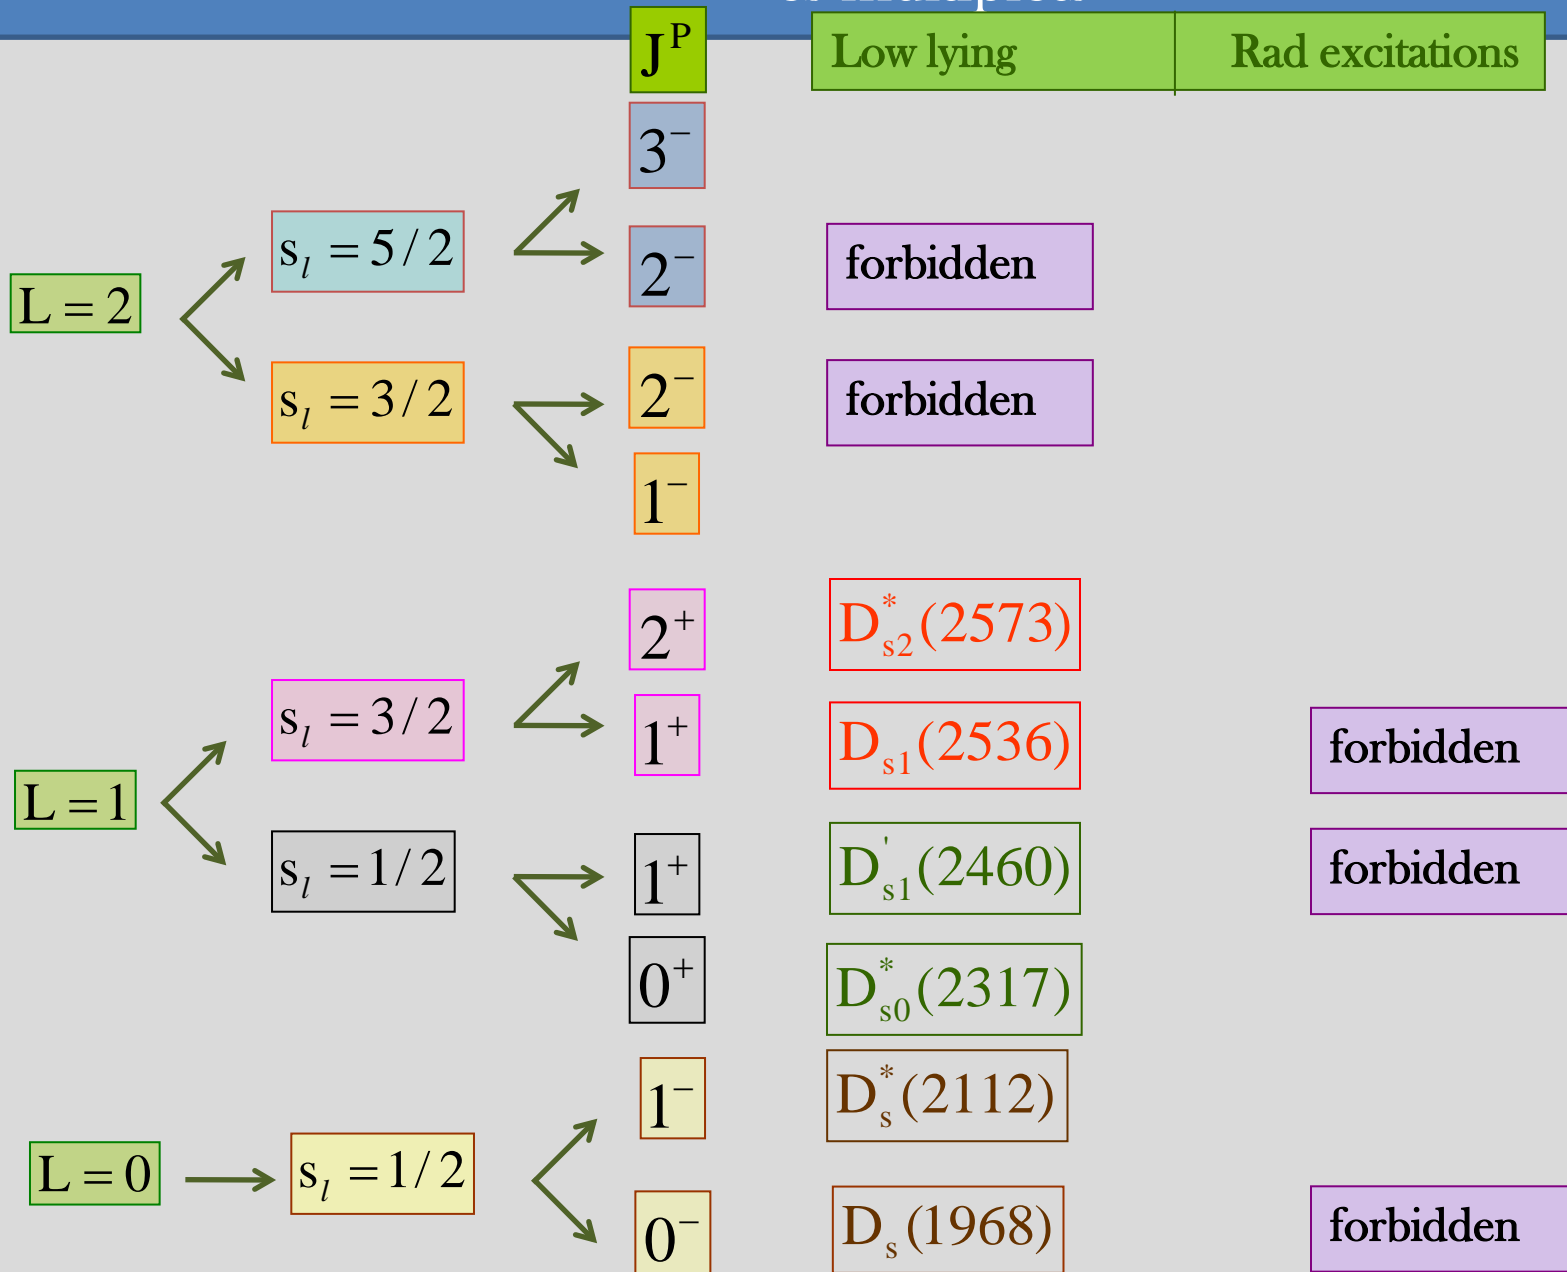 J^P Low lying Rad excitations
3⁻
s_l = 5/2
2⁻ forbidden
L = 2
s_l = 3/2 2⁻ forbidden
1⁻
2⁺ D*_s2(2573)
s_l = 3/2
1⁺ D_s1(2536) forbidden
L = 1
s_l = 1/2 1⁺ D'_s1(2460) forbidden
0⁺ D*_s0(2317)
1⁻ D*_s(2112)
L = 0 s_l = 1/2
0⁻ D_s(1968) forbidden